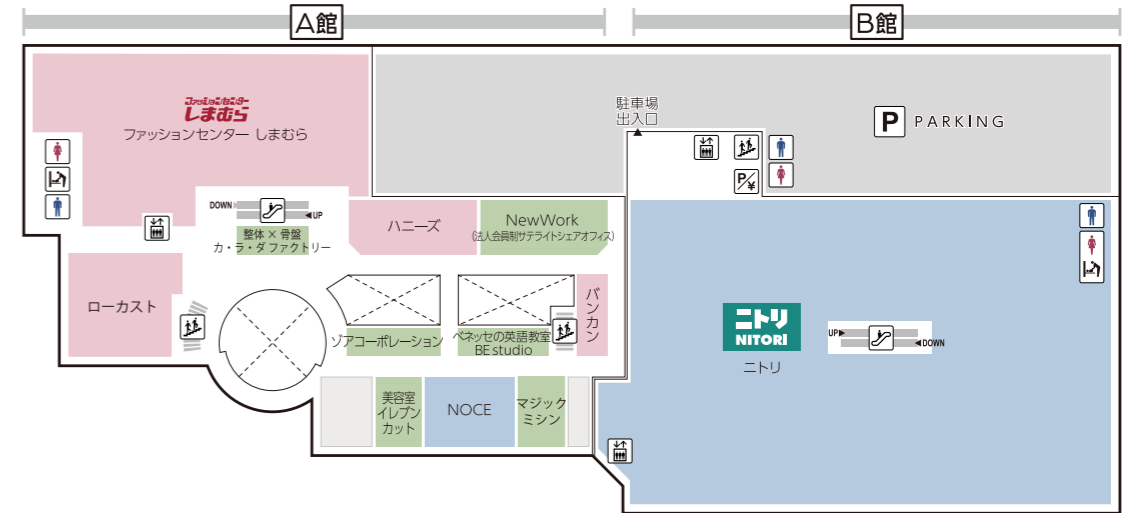 A館
B館
ファッションセンター
しまむら
ファッションセンター しまむら
駐車場
出入口
P PARKING
P/¥
DOWN
UP
整体 × 骨盤
カ・ラ・ダ ファクトリー
ハニーズ
NewWork
(法人会員制サテライトシェアオフィス)
ローカスト
バンカン
ゾアコーポレーション
ベネッセの英語教室
BE studio
ニトリ
NITORI
ニトリ
UP
DOWN
美容室
イレブン
カット
NOCE
マジック
ミシン